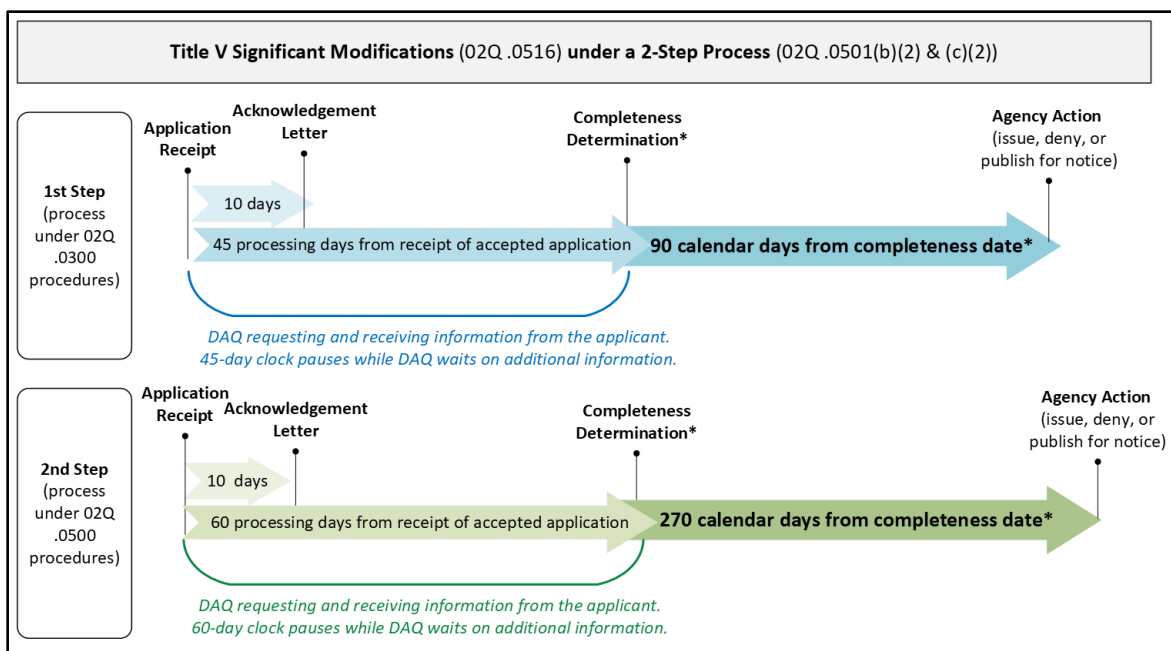 Title V Significant Modifications (02Q .0516) under a 2-Step Process (02Q .0501(b)(2) & (c)(2))
1st Step
(process
under 02Q
.0300
procedures)
Application
Receipt
Acknowledgement
Letter
Completeness
Determination*
Agency Action
(issue, deny, or
publish for notice)
10 days
45 processing days from receipt of accepted application
90 calendar days from completeness date*
DAQ requesting and receiving information from the applicant.
45-day clock pauses while DAQ waits on additional information.
2nd Step
(process
under 02Q
.0500
procedures)
Application
Receipt
Acknowledgement
Letter
Completeness
Determination*
Agency Action
(issue, deny, or
publish for notice)
10 days
60 processing days from receipt of accepted application
270 calendar days from completeness date*
DAQ requesting and receiving information from the applicant.
60-day clock pauses while DAQ waits on additional information.